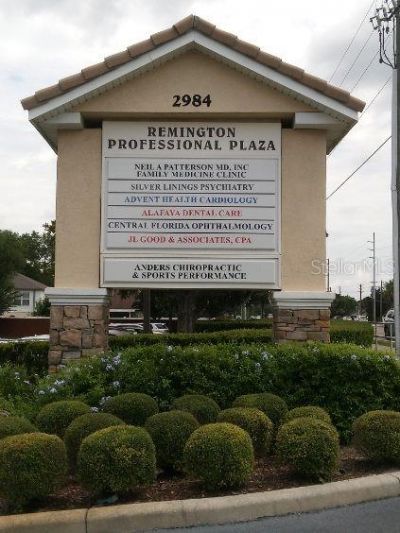 2984
REMINGTON
PROFESSIONAL PLAZA
NEIL A PATTERSON MD, INC
FAMILY MEDICINE CLINIC
SILVER LININGS PSYCHIATRY
ADVENT HEALTH CARDIOLOGY
ALAFAYA DENTAL CARE
CENTRAL FLORIDA OPHTHALMOLOGY
JL GOOD & ASSOCIATES, CPA
ANDERS CHIROPRACTIC
& SPORTS PERFORMANCE
StellarMLS